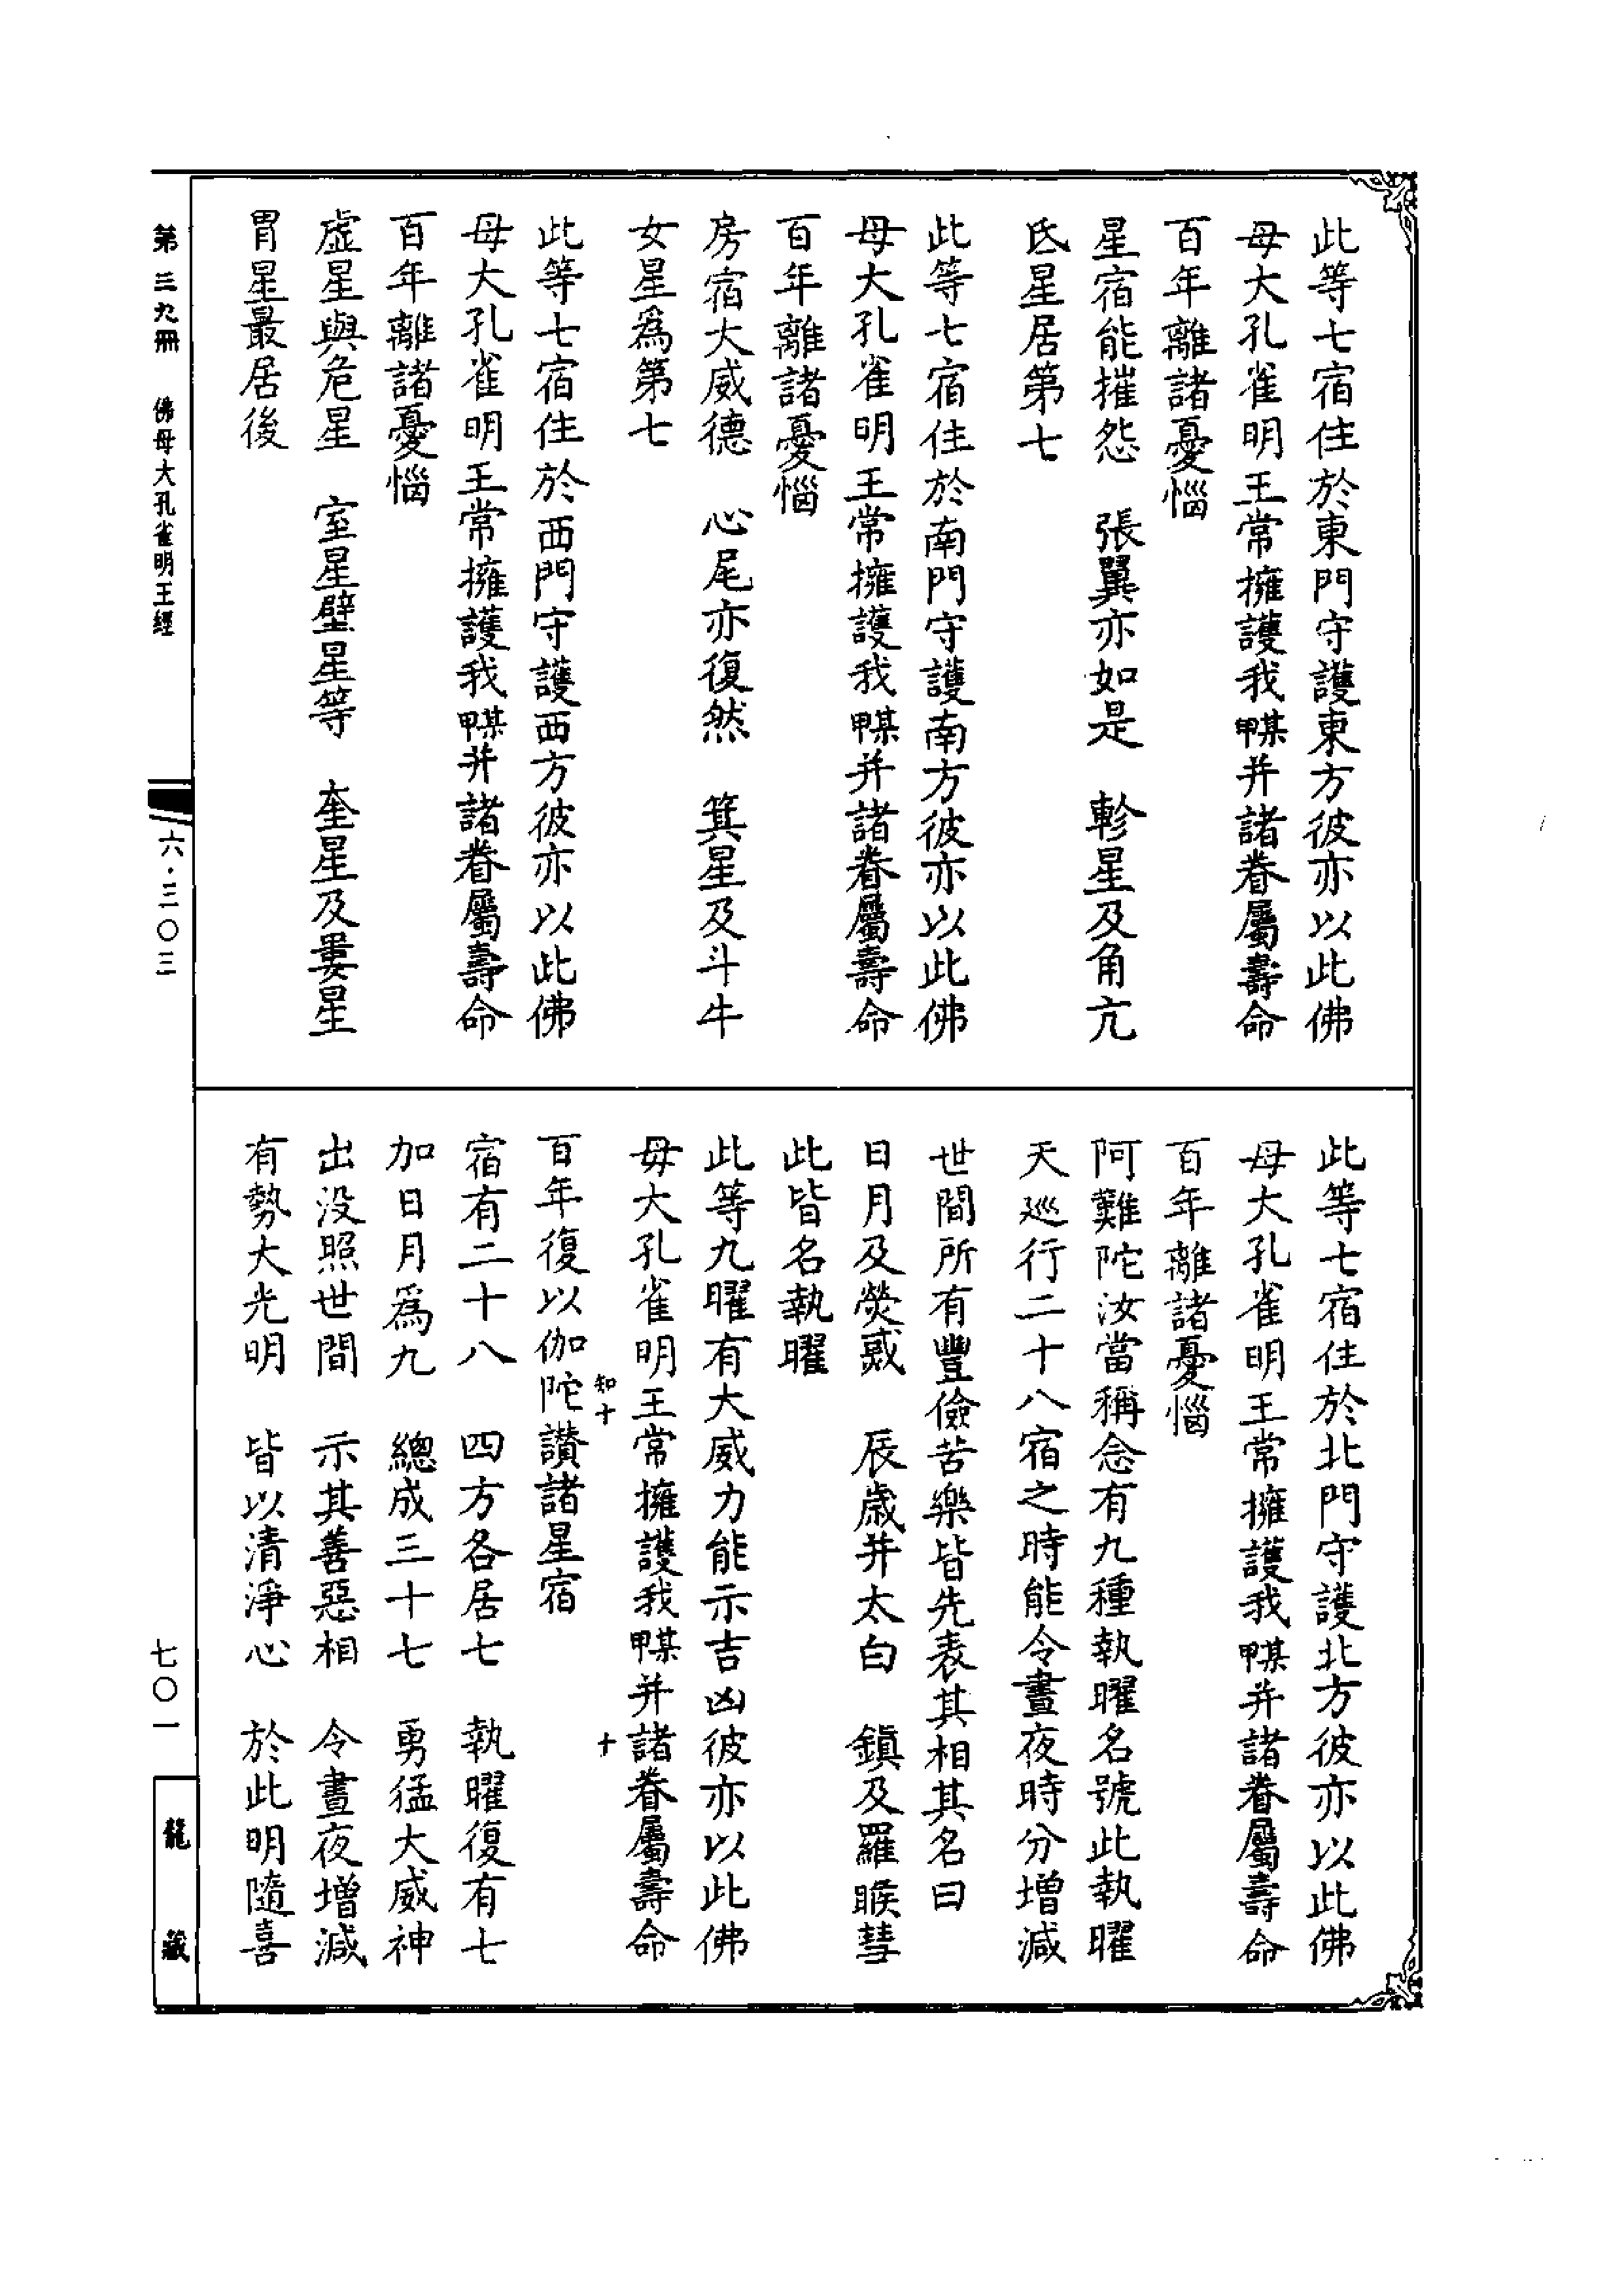 此等七宿住於東門守護東方彼亦以此佛
母大孔雀明王常擁護我某甲并諸眷屬壽命
百年離諸憂惱
星宿能摧怨　張翼亦如是　軫星及角亢
氐星居第七
此等七宿住於南門守護南方彼亦以此佛
母大孔雀明王常擁護我某甲并諸眷屬壽命
百年離諸憂惱
房宿大威德　心尾亦復然　箕星及斗牛
女星爲第七
此等七宿住於西門守護西方彼亦以此佛
母大孔雀明王常擁護我某甲并諸眷屬壽命
百年離諸憂惱
虛星與危星　室星壁星等　奎星及婁星
胃星最居後
此等七宿住於北門守護北方彼亦以此佛
母大孔雀明王常擁護我某甲并諸眷屬壽命
百年離諸憂惱
阿難陀汝當稱念有九種執曜名號此執曜
天巡行二十八宿之時能令晝夜時分增減
世間所有豐儉苦樂皆先表其相其名曰
日月及熒惑　辰歲并太白　鎮及羅睺彗
此皆名執曜
此等九曜有大威力能示吉凶彼亦以此佛
母大孔雀明王常擁護我某甲并諸眷屬壽命
知十　十
百年復以伽陀讚諸星宿
宿有二十八　四方各居七　執曜復有七
加日月爲九　總成三十七　勇猛大威神
出没照世間　示其善惡相　令晝夜增減
有勢大光明　皆以清淨心　於此明隨喜
第三九冊　佛母大孔雀明王經
六·三〇三
七〇一
龍藏